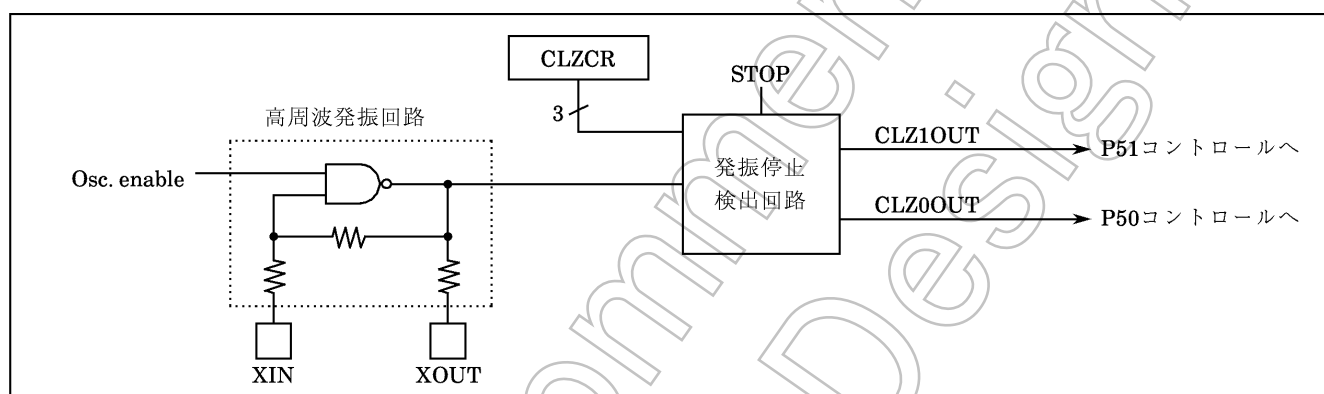 CLZCR
STOP
3
高周波発振回路
Osc. enable
発振停止
検出回路
CLZ1OUT
P51コントロールへ
CLZ0OUT
P50コントロールへ
XIN
XOUT